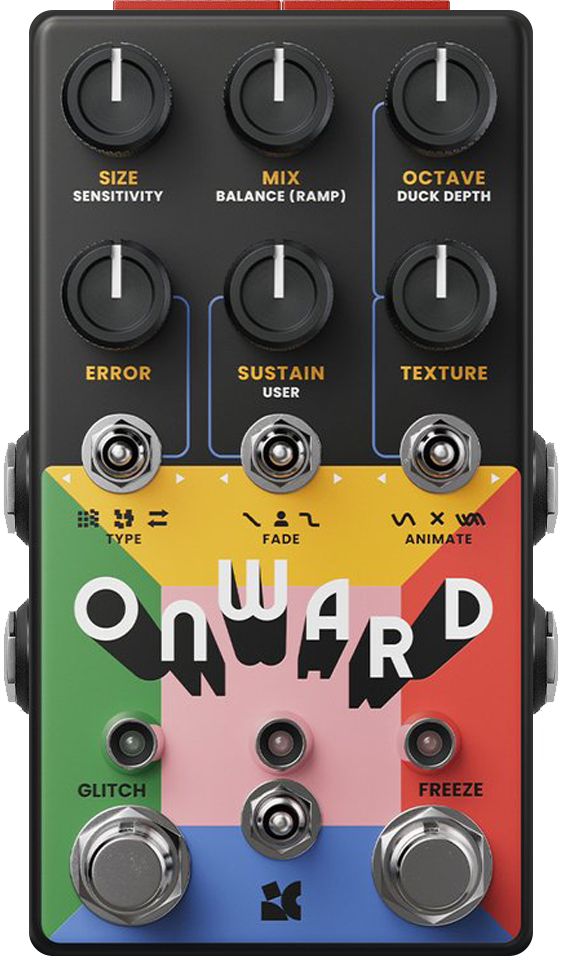 SIZE MIX OCTAVE
SENSITIVITY BALANCE (RAMP) DUCK DEPTH
ERROR SUSTAIN TEXTURE
USER
TYPE FADE ANIMATE
OnWARD
GLITCH FREEZE